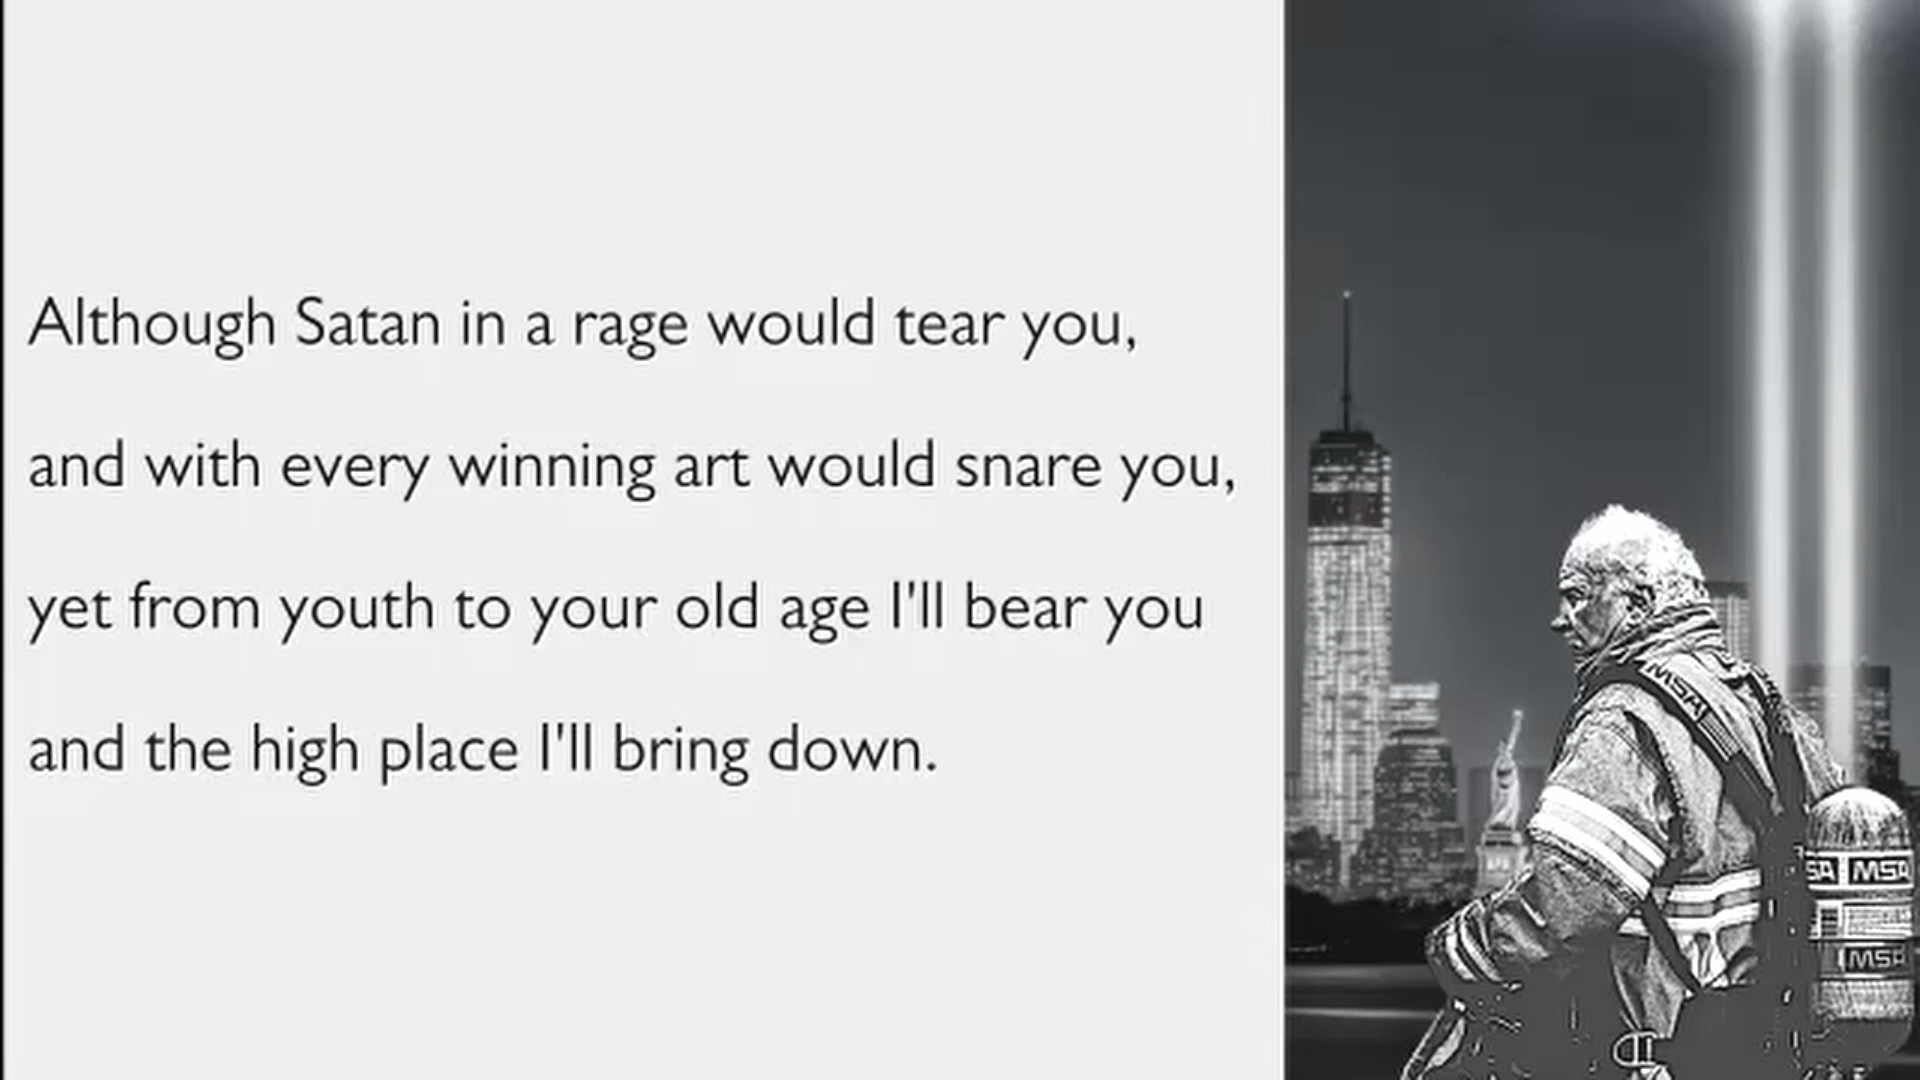 Although Satan in a rage would tear you,
and with every winning art would snare you,
yet from youth to your old age I'll bear you
and the high place I'll bring down.
MSA
SA MSA
MSA